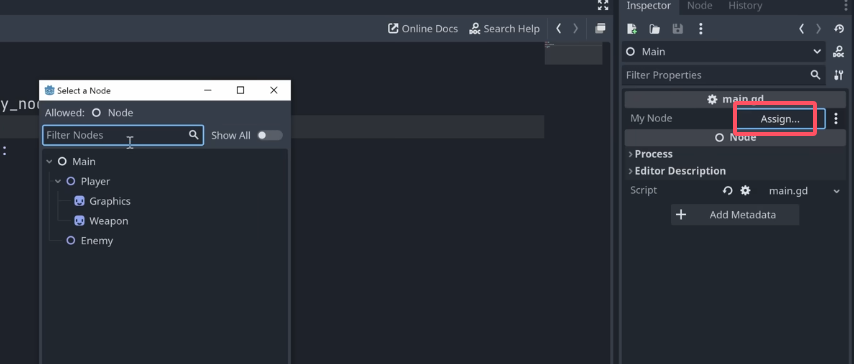 Inspector Node History
Online Docs Search Help
Main
Select a Node
Allowed: Node
Filter Properties
y_no
main.gd
Filter Nodes
Show All
My Node Assign...
Node
:
Process
Main
Editor Description
Player
Script main.gd
Graphics
Add Metadata
Weapon
Enemy